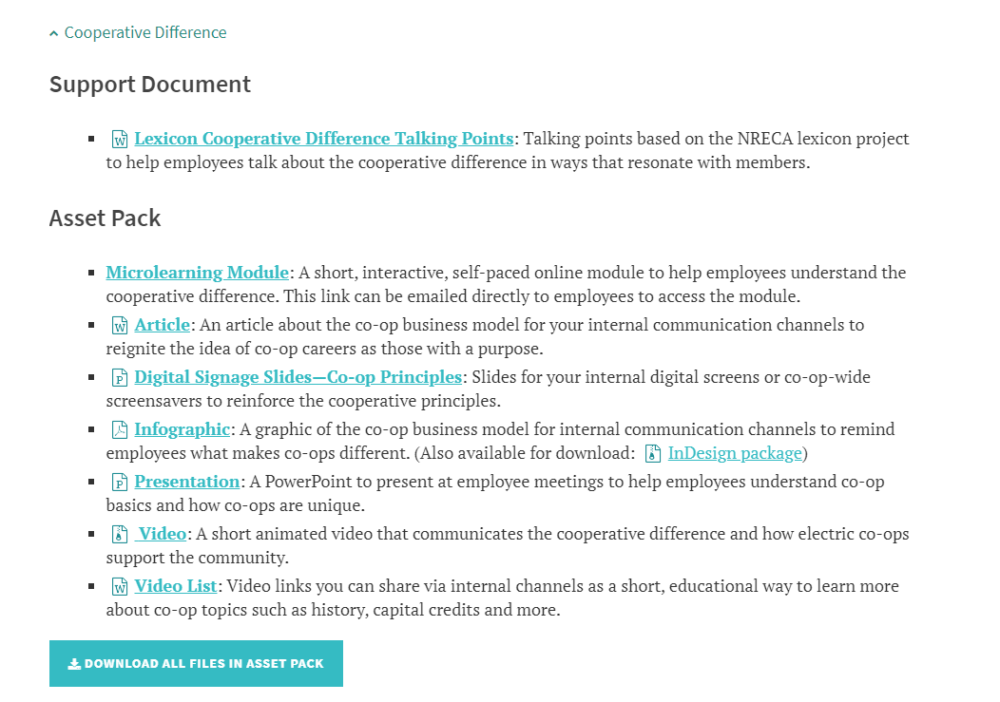 Cooperative Difference
Support Document
Lexicon Cooperative Difference Talking Points: Talking points based on the NRECA lexicon project
to help employees talk about the cooperative difference in ways that resonate with members.
Asset Pack
Microlearning Module: A short, interactive, self-paced online module to help employees understand the
cooperative difference. This link can be emailed directly to employees to access the module.
Article: An article about the co-op business model for your internal communication channels to
reignite the idea of co-op careers as those with a purpose.
Digital Signage Slides—Co-op Principles: Slides for your internal digital screens or co-op-wide
screensavers to reinforce the cooperative principles.
Infographic: A graphic of the co-op business model for internal communication channels to remind
employees what makes co-ops different. (Also available for download: InDesign package)
Presentation: A PowerPoint to present at employee meetings to help employees understand co-op
basics and how co-ops are unique.
Video: A short animated video that communicates the cooperative difference and how electric co-ops
support the community.
Video List: Video links you can share via internal channels as a short, educational way to learn more
about co-op topics such as history, capital credits and more.
DOWNLOAD ALL FILES IN ASSET PACK